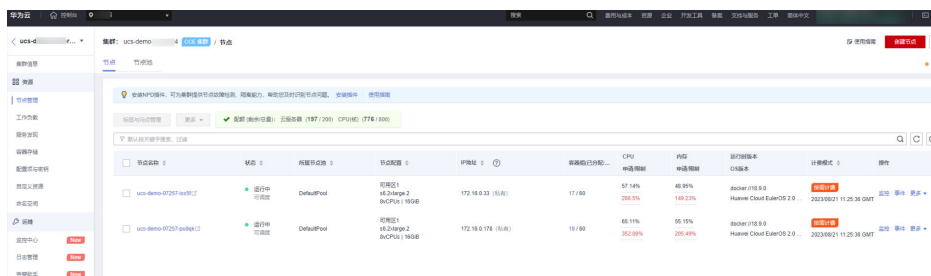 华为云 控制台
搜索 费用与成本 资源 企业 开发工具 备案 支持与服务 工单 简体中文
ucs-d r...
集群: ucs-demo 4 CCE 集群 / 节点
使用指南 创建节点
集群信息
节点 节点池
资源
节点管理
安装NPD插件，可为集群提供节点故障检测、隔离能力，帮助您及时识别节点问题。 安装插件 使用指南
工作负载
标签与污点管理 更多 配额 (剩余/总量): 云服务器 (197 / 200) CPU(核) (776 / 800)
服务发现
默认按关键字搜索、过滤
容器存储
配置项与密钥
节点名称 状态 所属节点池 节点配置 IP地址 容器组(已分配/... CPU 申请/限制 内存 申请/限制 运行时版本 OS版本 计费模式 操作
自定义资源
命名空间
运行中 可调度 DefaultPool 可用区1 172.16.0.33 (私有) 17 / 60 57.14% 48.95% docker://18.9.0 按需计费 监控 事件 更多
288.5% 149.23% Huawei Cloud EulerOS 2.0 2023/08/21 11:25:36 GMT
8vCPUs | 16GiB
运维
ucs-demo-07257-ps8qk 运行中 可调度 DefaultPool 可用区1 172.16.0.178 (私有) 19 / 60 65.11% 55.15% docker://18.9.0 按需计费 监控 事件 更多
352.09% 205.49% Huawei Cloud EulerOS 2.0 2023/08/21 11:25:36 GMT
8vCPUs | 16GiB
监控中心 New
日志管理 New
New